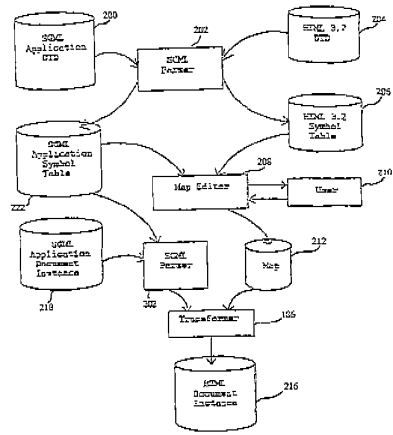 200
SGML
Application
DTD
202
SGML
Parser
204
HTML 3.2
DTD
206
HTML 3.2
Symbol
Table
SGML
Application
Symbol
Table
222
208
Map Editor
210
User
SGML
Application
Document
Instance
218
SGML
Parser
202
212
Map
Transformer
186
HTML
Document
Instance
216